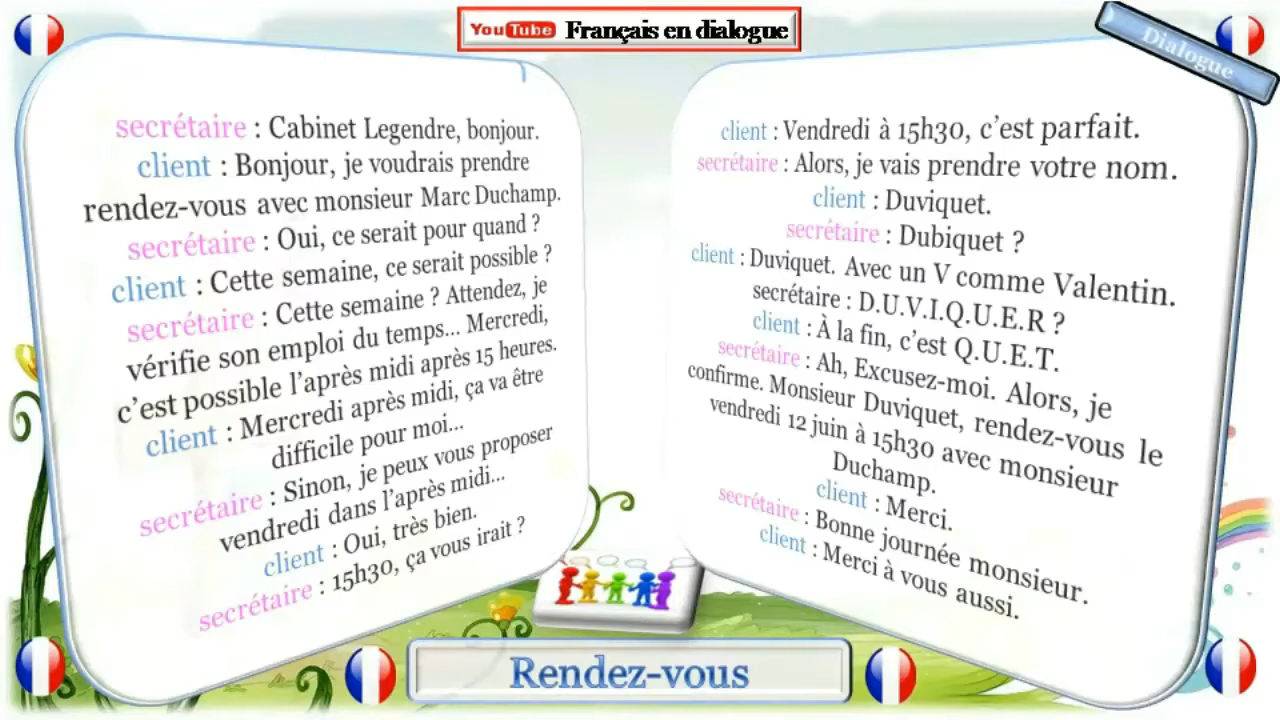 YouTube Français en dialogue
Dialogue
secrétaire : Cabinet Legendre, bonjour.
client : Bonjour, je voudrais prendre
rendez-vous avec monsieur Marc Duchamp.
secrétaire : Oui, ce serait pour quand ?
client : Cette semaine, ce serait possible ?
secrétaire : Cette semaine ? Attendez, je
vérifie son emploi du temps... Mercredi,
c'est possible l'après midi après 15 heures.
client : Mercredi après midi, ça va être
difficile pour moi...
secrétaire : Sinon, je peux vous proposer
vendredi dans l'après midi...
client : Oui, très bien.
secrétaire : 15h30, ça vous irait ?
client : Vendredi à 15h30, c'est parfait.
secrétaire : Alors, je vais prendre votre nom.
client : Duviquet.
secrétaire : Dubiquet ?
client : Duviquet. Avec un V comme Valentin.
secrétaire : D.U.V.I.Q.U.E.R ?
client : À la fin, c'est Q.U.E.T.
secrétaire : Ah, Excusez-moi. Alors, je
confirme. Monsieur Duviquet, rendez-vous le
vendredi 12 juin à 15h30 avec monsieur
Duchamp.
client : Merci.
secrétaire : Bonne journée monsieur.
client : Merci à vous aussi.
Rendez-vous